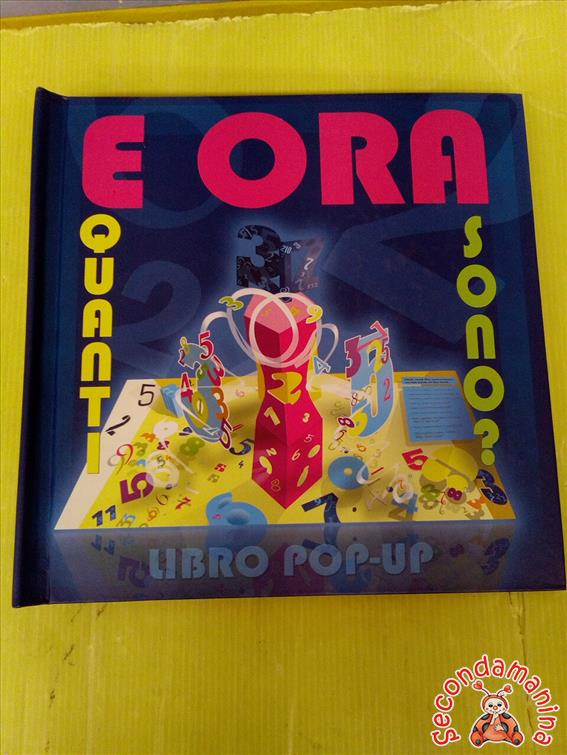 E ORA
QUANTI
SONO?
LIBRO POP-UP
Secondamanina